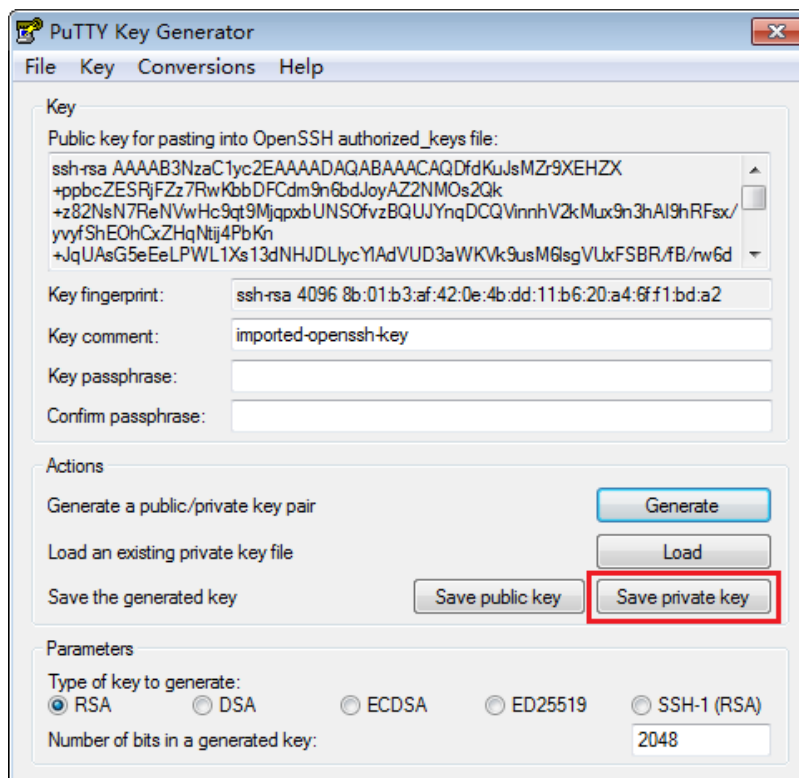 PuTTY Key Generator
File Key Conversions Help
Key
Public key for pasting into OpenSSH authorized_keys file:
ssh-rsa AAAAB3NzaC1yc2EAAAADAQABAAACAQDfdKuJsMZr9XEHZX
+ppbcZESRjFZz7RwKbbDFCdm9n6bdJoyAZ2NMOs2Qk
+z82NsN7ReNVwHc9qt9MjqpxbUNSOfvzBQUJYnqDCQVinnhV2kMux9n3hAI9hRFsx/
yvyfShEOhCxZHqNtij4PbKn
+JqUAsG5eEeLPWL1Xs13dNHJDLlycYlAdVUD3aWKVk9usM6lsgVUxFSBR/fB/rw6d
Key fingerprint: ssh-rsa 4096 8b:01:b3:af:42:0e:4b:dd:11:b6:20:a4:6f:f1:bd:a2
Key comment: imported-openssh-key
Key passphrase:
Confirm passphrase:
Actions
Generate a public/private key pair Generate
Load an existing private key file Load
Save the generated key Save public key Save private key
Parameters
Type of key to generate:
RSA DSA ECDSA ED25519 SSH-1 (RSA)
Number of bits in a generated key: 2048